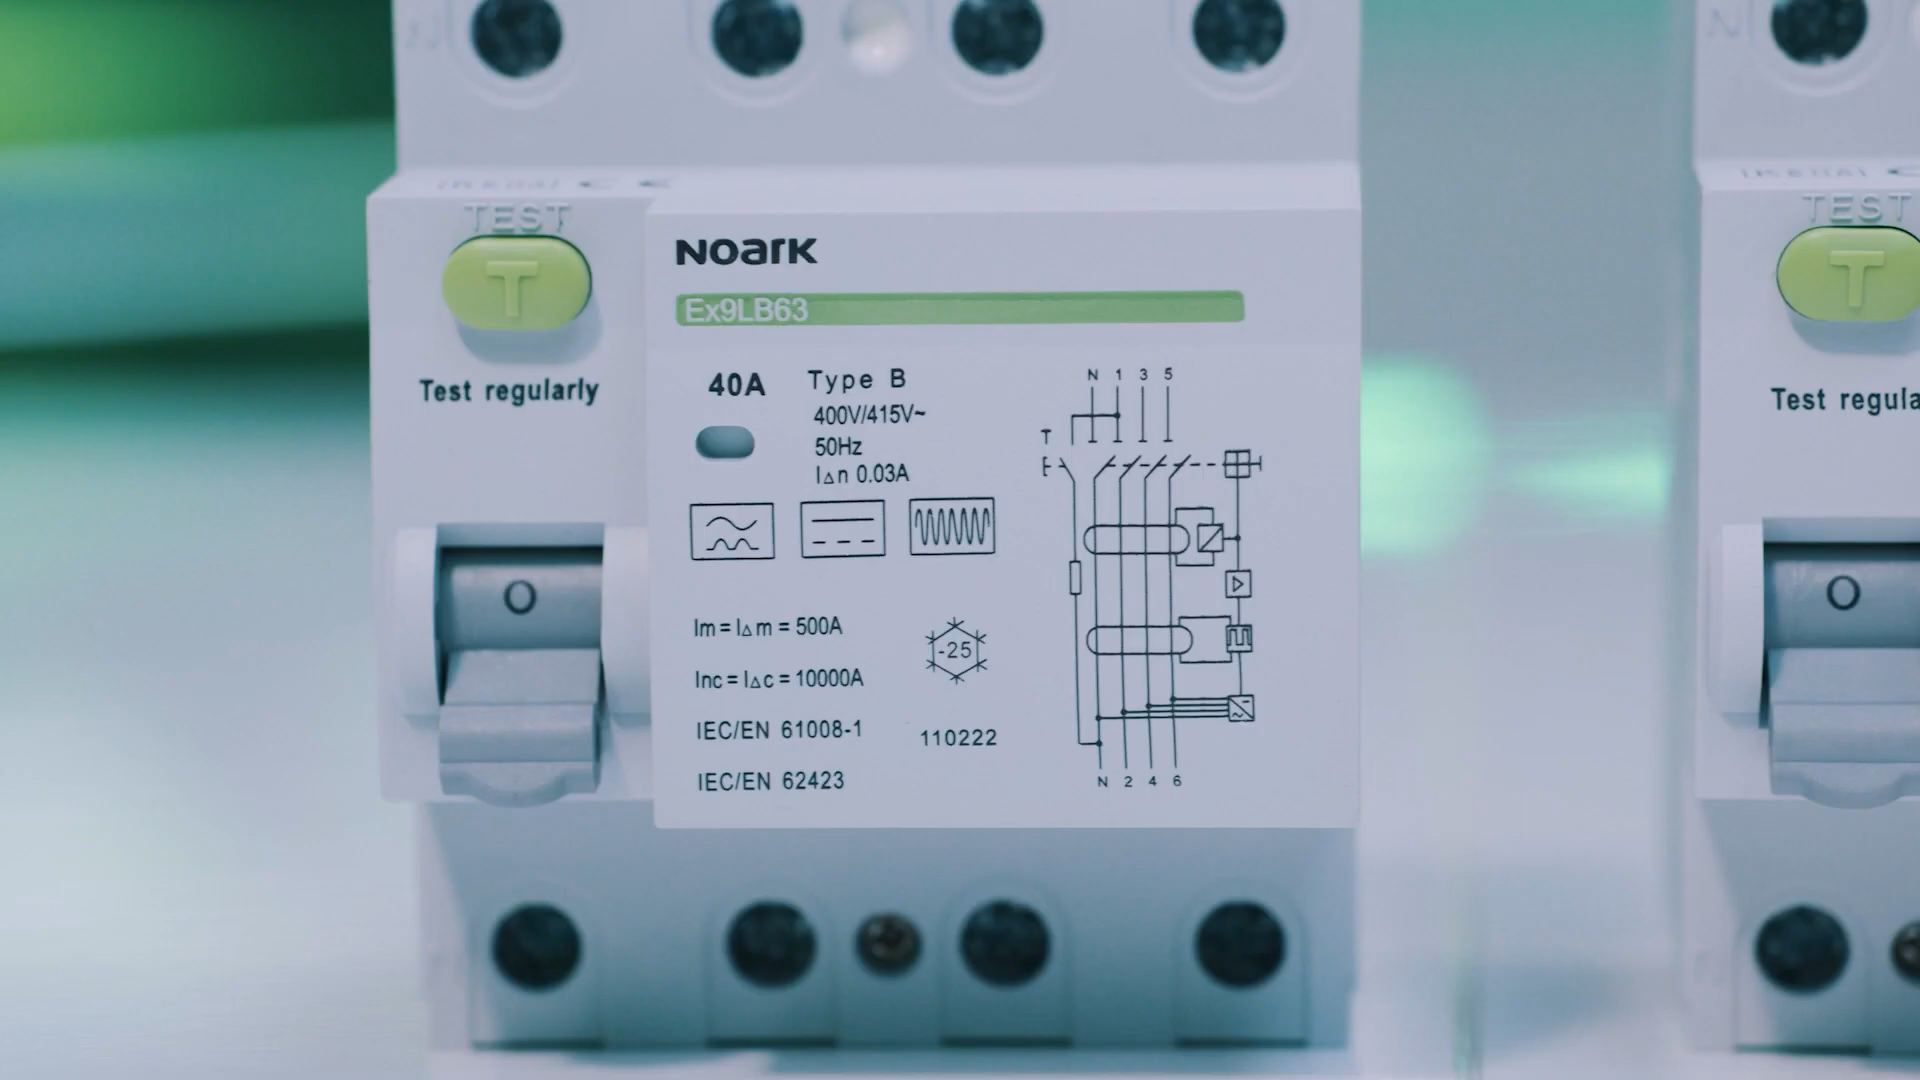 TEST
T
Test regularly
O
NOARK
Ex9LB63
40A
Type B
400V/415V~
50Hz
I△n 0.03A
Im = I△m = 500A
Inc = I△c = 10000A
IEC/EN 61008-1
IEC/EN 62423
-25
110222
N 1 3 5
T
E
N 2 4 6
N
TEST
T
Test regula
O